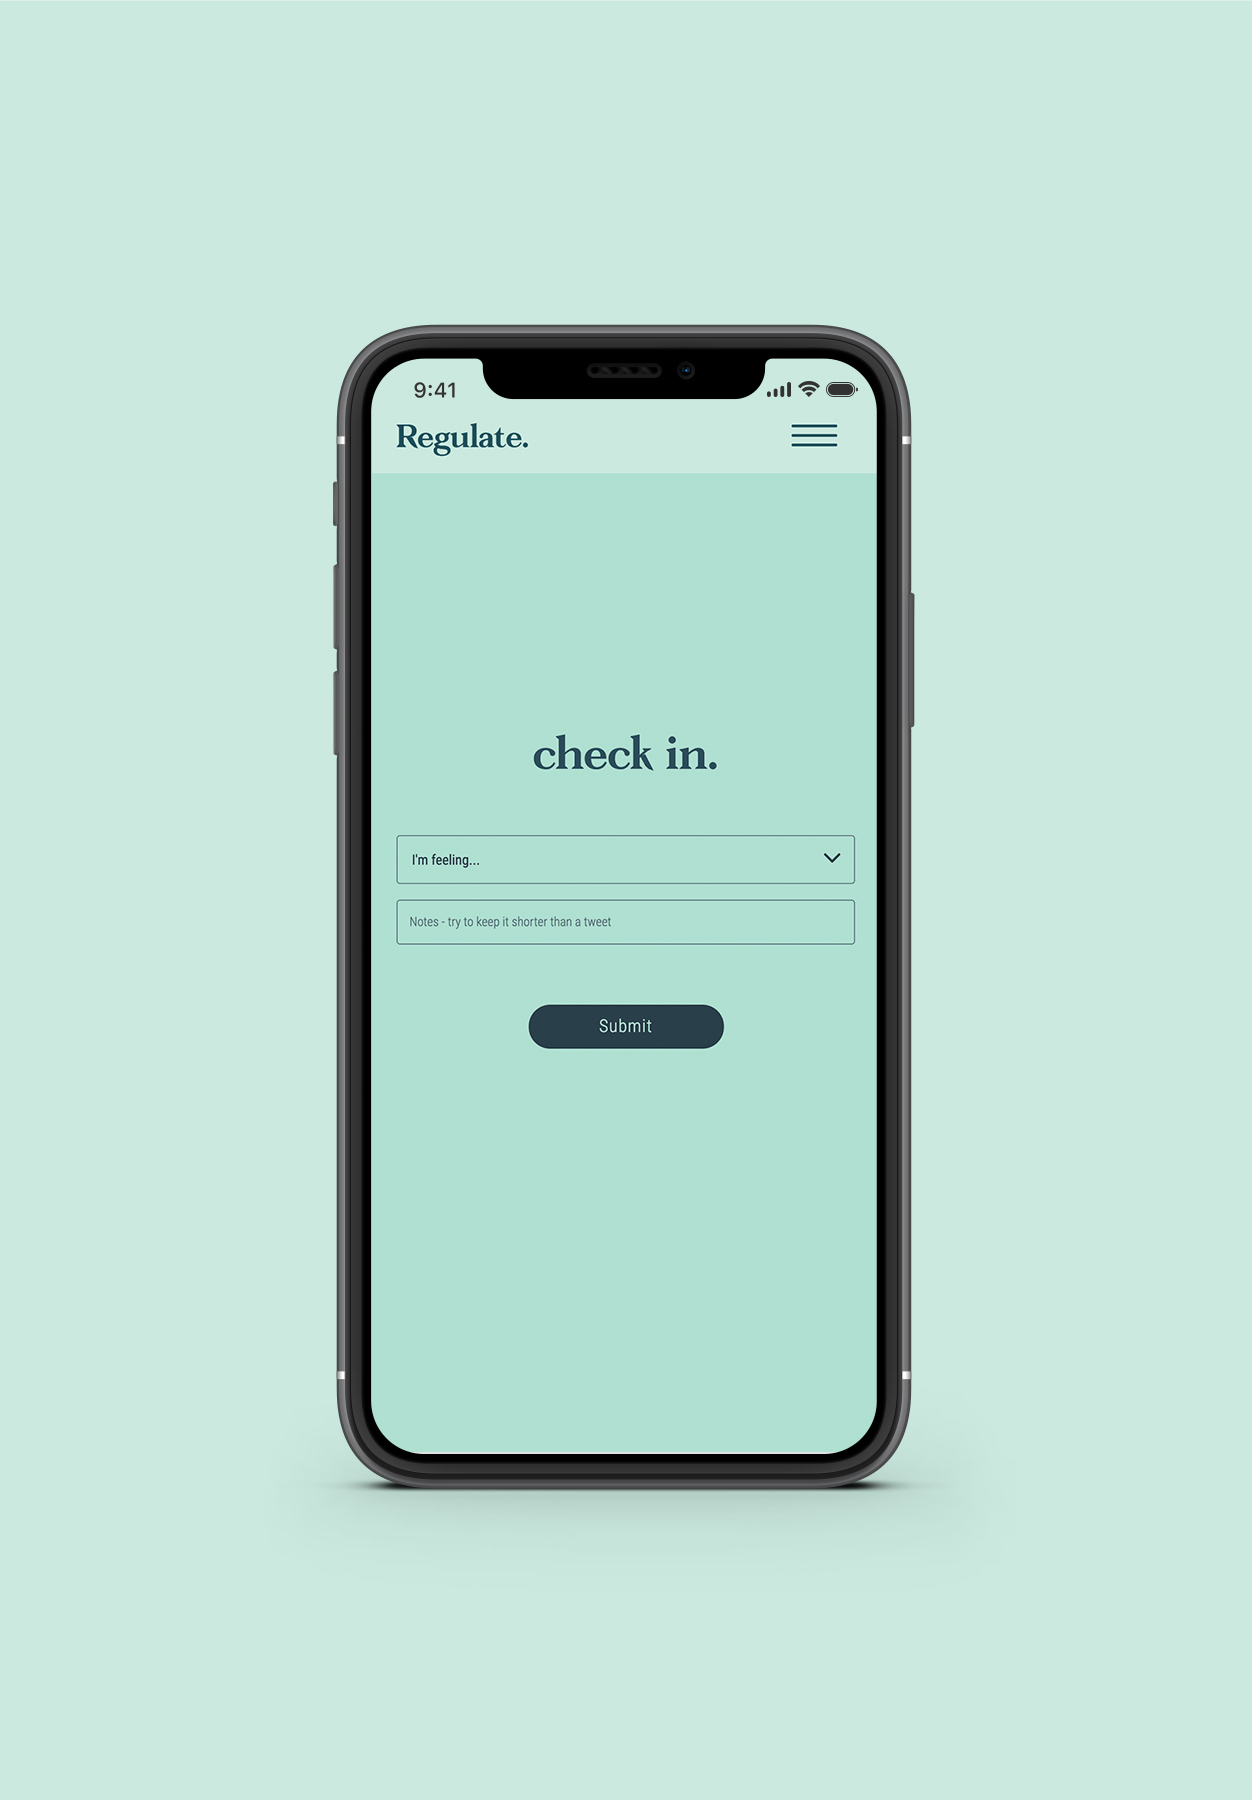 9:41
Regulate.
check in.
I'm feeling...
Notes - try to keep it shorter than a tweet
Submit